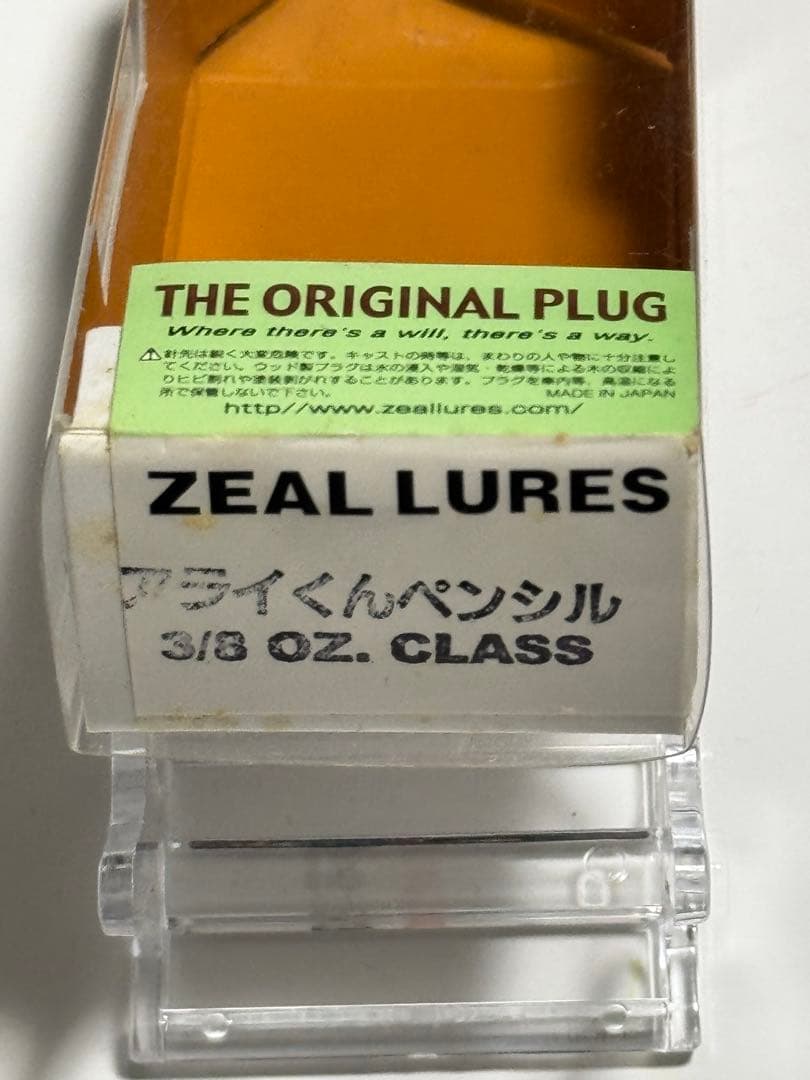 THE ORIGINAL PLUG
Where there's a will, there's a way.
⚠針先は鋭く大変危険です。キャストの時等は、まわりの人や物に十分注意し
てください。ウッド製プラグは水の浸入や湿気・乾燥等による木の収縮によ
りヒビ割れや塗装剥がれすることがあります。プラグを車内等、高温になる
所で保管しないで下さい。 MADE IN JAPAN
http//www.zeallures.com/
ZEAL LURES
アライくんペンシル
3/8 OZ. CLASS